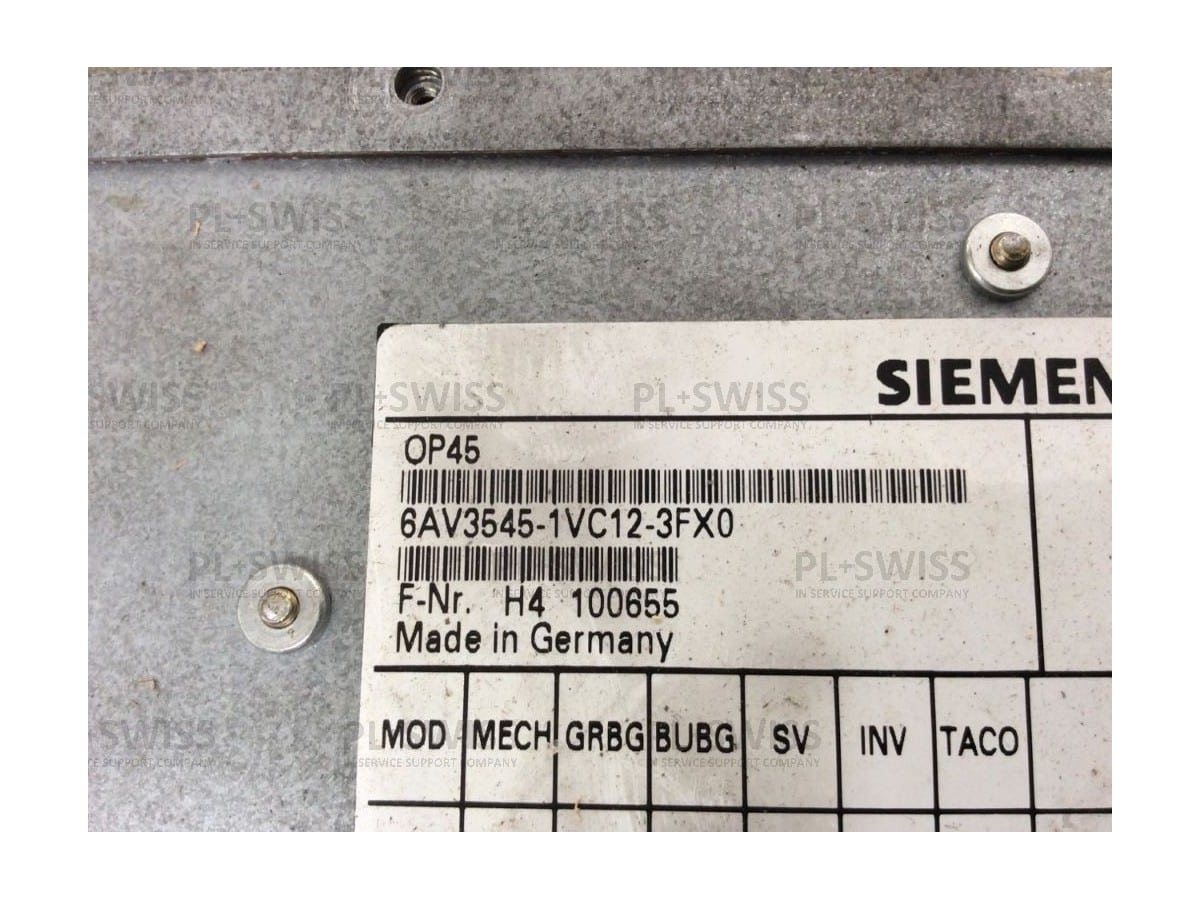 SIEMEN
OP45
6AV3545-1VC12-3FX0
F-Nr. H4 100655
Made in Germany
MOD MECH GRBG BUBG SV INV TACO
PL+SWISS
IN SERVICE SUPPORT COMPANY